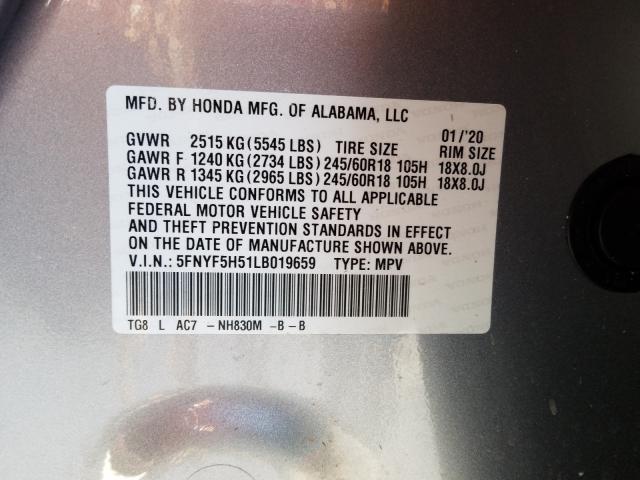 MFD. BY HONDA MFG. OF ALABAMA, LLC
01/'20
GVWR 2515 KG (5545 LBS) TIRE SIZE RIM SIZE
GAWR F 1240 KG (2734 LBS) 245/60R18 105H 18X8.0J
GAWR R 1345 KG (2965 LBS) 245/60R18 105H 18X8.0J
THIS VEHICLE CONFORMS TO ALL APPLICABLE
FEDERAL MOTOR VEHICLE SAFETY
AND THEFT PREVENTION STANDARDS IN EFFECT
ON THE DATE OF MANUFACTURE SHOWN ABOVE.
V.I.N.: 5FNYF5H51LB019659 TYPE: MPV
TG8 L AC7 - NH830M - B - B